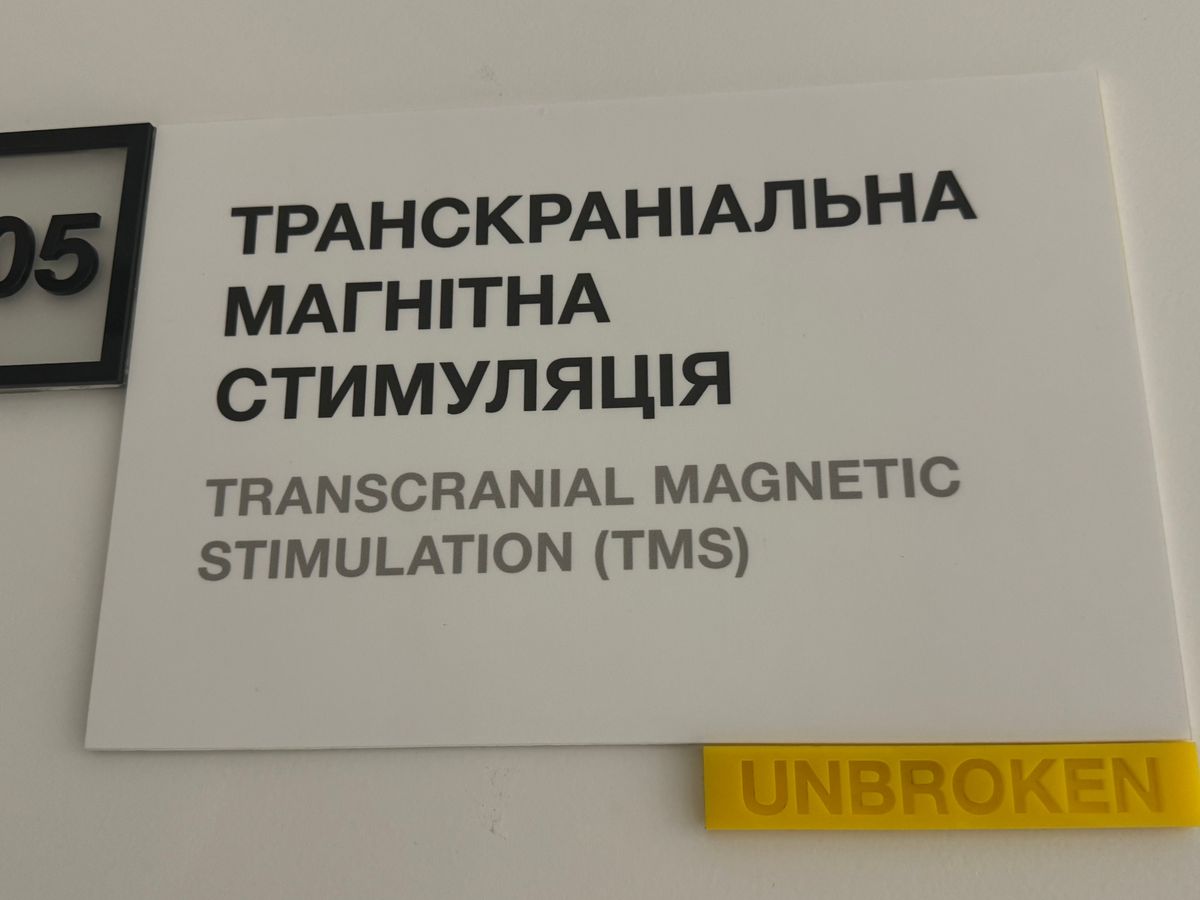 05
ТРАНСКРАНІАЛЬНА
МАГНІТНА
СТИМУЛЯЦІЯ
TRANSCRANIAL MAGNETIC
STIMULATION (TMS)
UNBROKEN